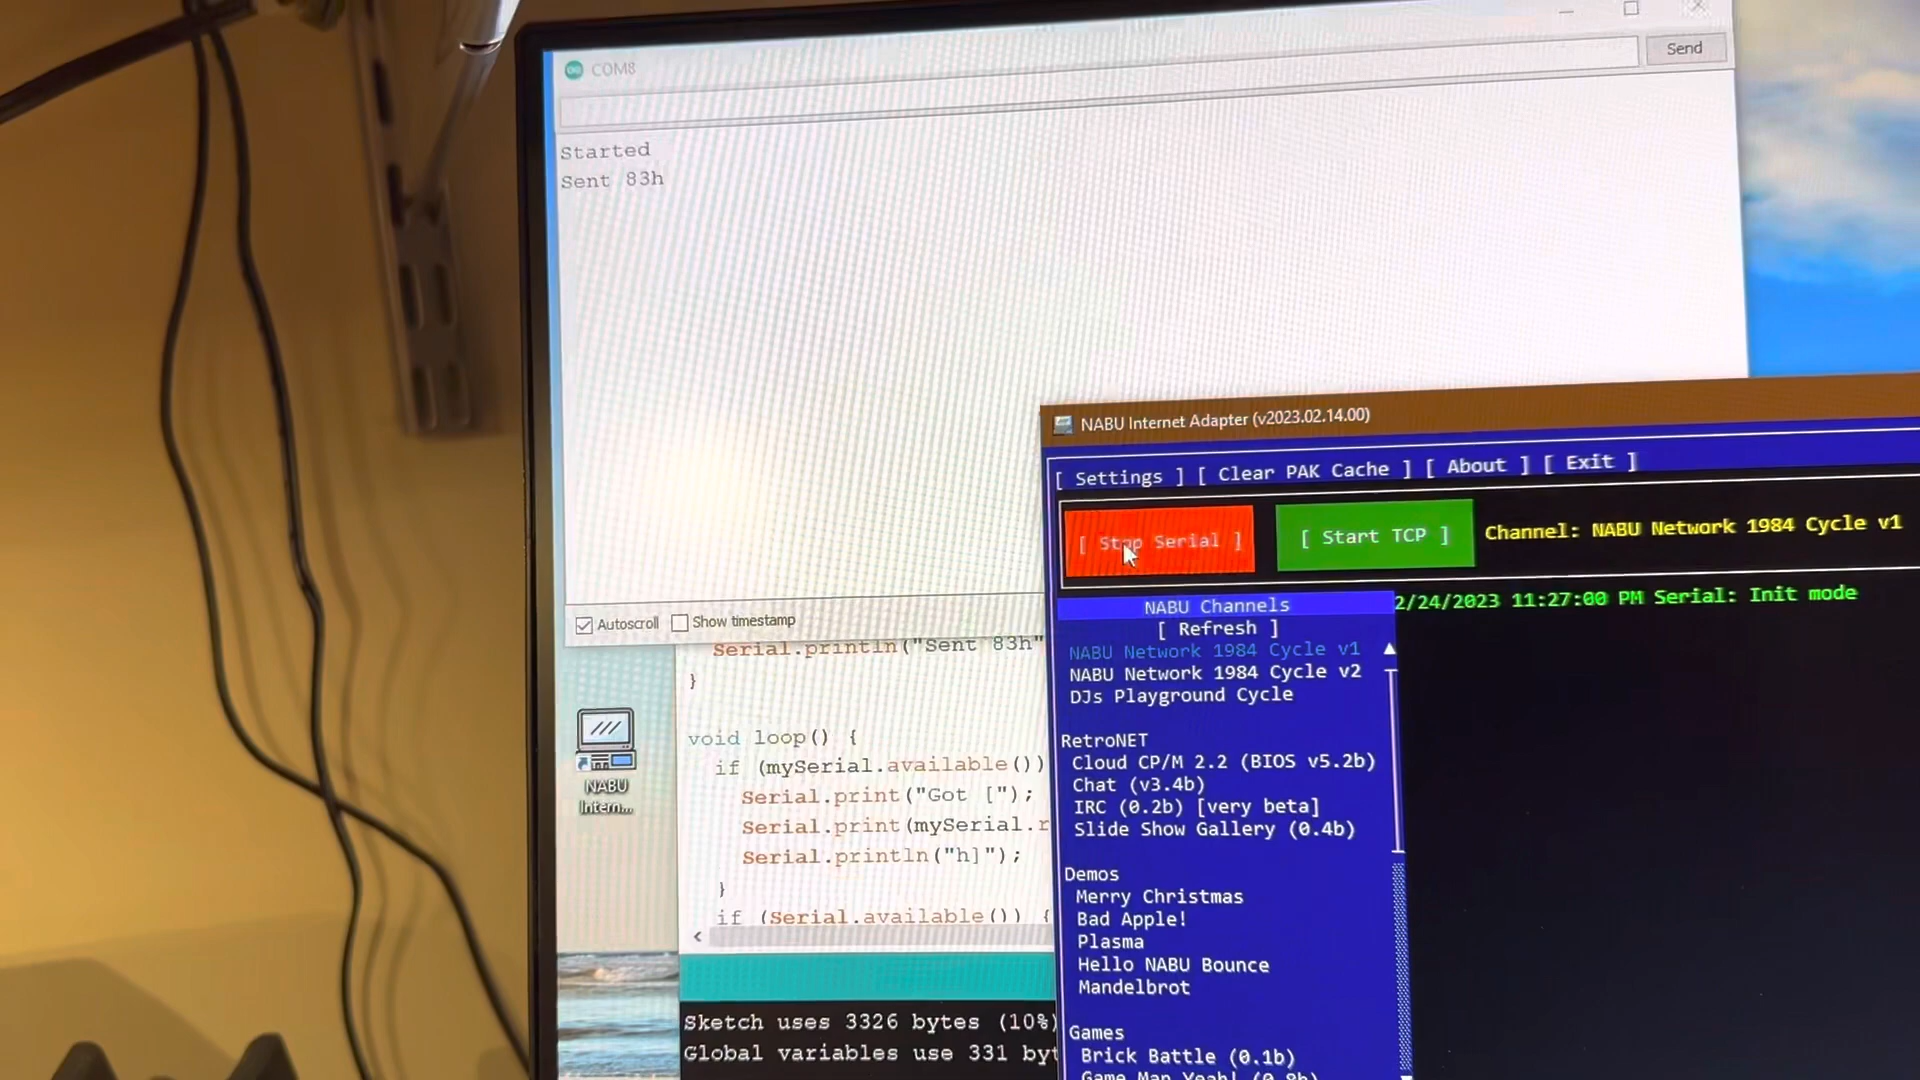 COM8
Send
Started
Sent 83h
Autoscroll
Show timestamp
NABU
Intern...
Serial.println("Sent 83h"
}
void loop() {
if (mySerial.available())
Serial.print("Got [");
Serial.print(mySerial.r
Serial.println("h]");
}
if (Serial.available()) {
<
Sketch uses 3326 bytes (10%)
Global variables use 331 byt
NABU Internet Adapter (v2023.02.14.00)
[ Settings ] [ Clear PAK Cache ] [ About ] [ Exit ]
[ Stop Serial ] [ Start TCP ] Channel: NABU Network 1984 Cycle v1
2/24/2023 11:27:00 PM Serial: Init mode
NABU Channels
[ Refresh ]
NABU Network 1984 Cycle v1
NABU Network 1984 Cycle v2
DJs Playground Cycle
RetroNET
Cloud CP/M 2.2 (BIOS v5.2b)
Chat (v3.4b)
IRC (0.2b) [very beta]
Slide Show Gallery (0.4b)
Demos
Merry Christmas
Bad Apple!
Plasma
Hello NABU Bounce
Mandelbrot
Games
Brick Battle (0.1b)
Game Man Yeah! (0.8b)